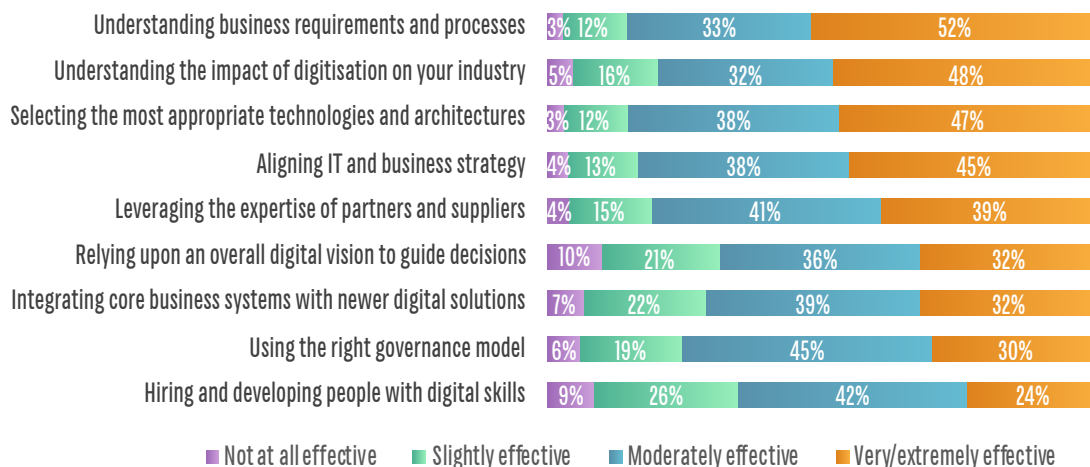 Understanding business requirements and processes 3% 12% 33% 52%
Understanding the impact of digitisation on your industry 5% 16% 32% 48%
Selecting the most appropriate technologies and architectures 3% 12% 38% 47%
Aligning IT and business strategy 4% 13% 38% 45%
Leveraging the expertise of partners and suppliers 4% 15% 41% 39%
Relying upon an overall digital vision to guide decisions 10% 21% 36% 32%
Integrating core business systems with newer digital solutions 7% 22% 39% 32%
Using the right governance model 6% 19% 45% 30%
Hiring and developing people with digital skills 9% 26% 42% 24%
Not at all effective Slightly effective Moderately effective Very/extremely effective